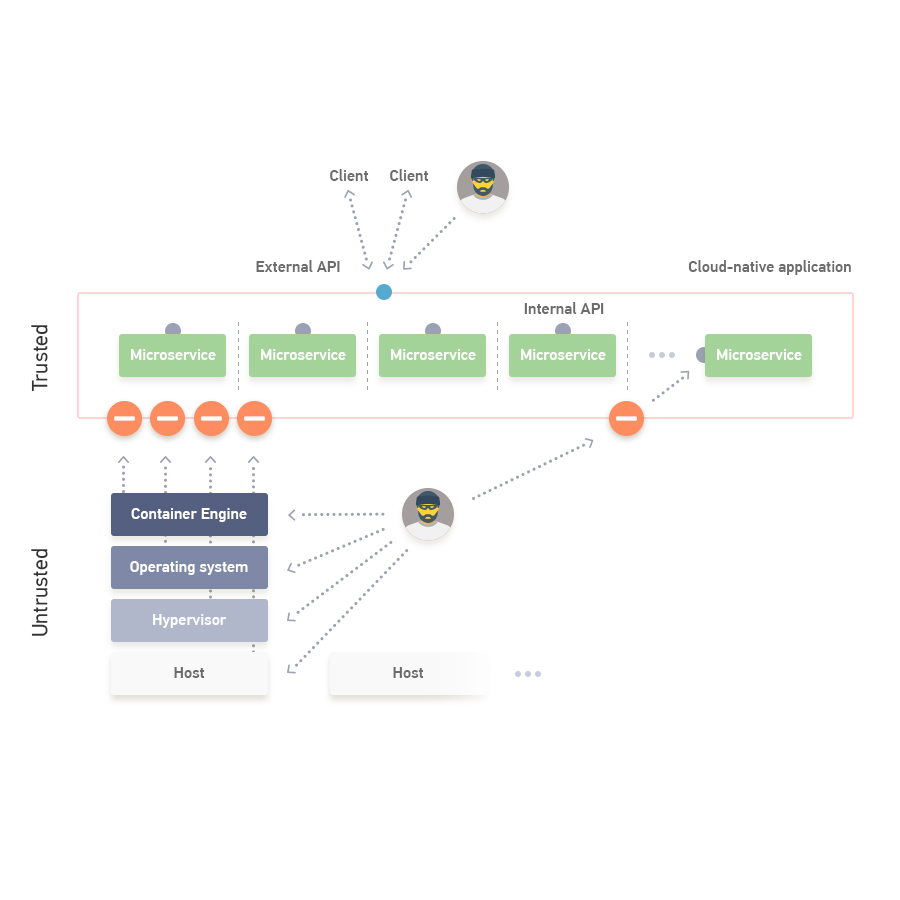 Client
Client
External API
Cloud-native application
Internal API
Trusted
Microservice
Microservice
Microservice
Microservice
Microservice
Untrusted
Container Engine
Operating system
Hypervisor
Host
Host